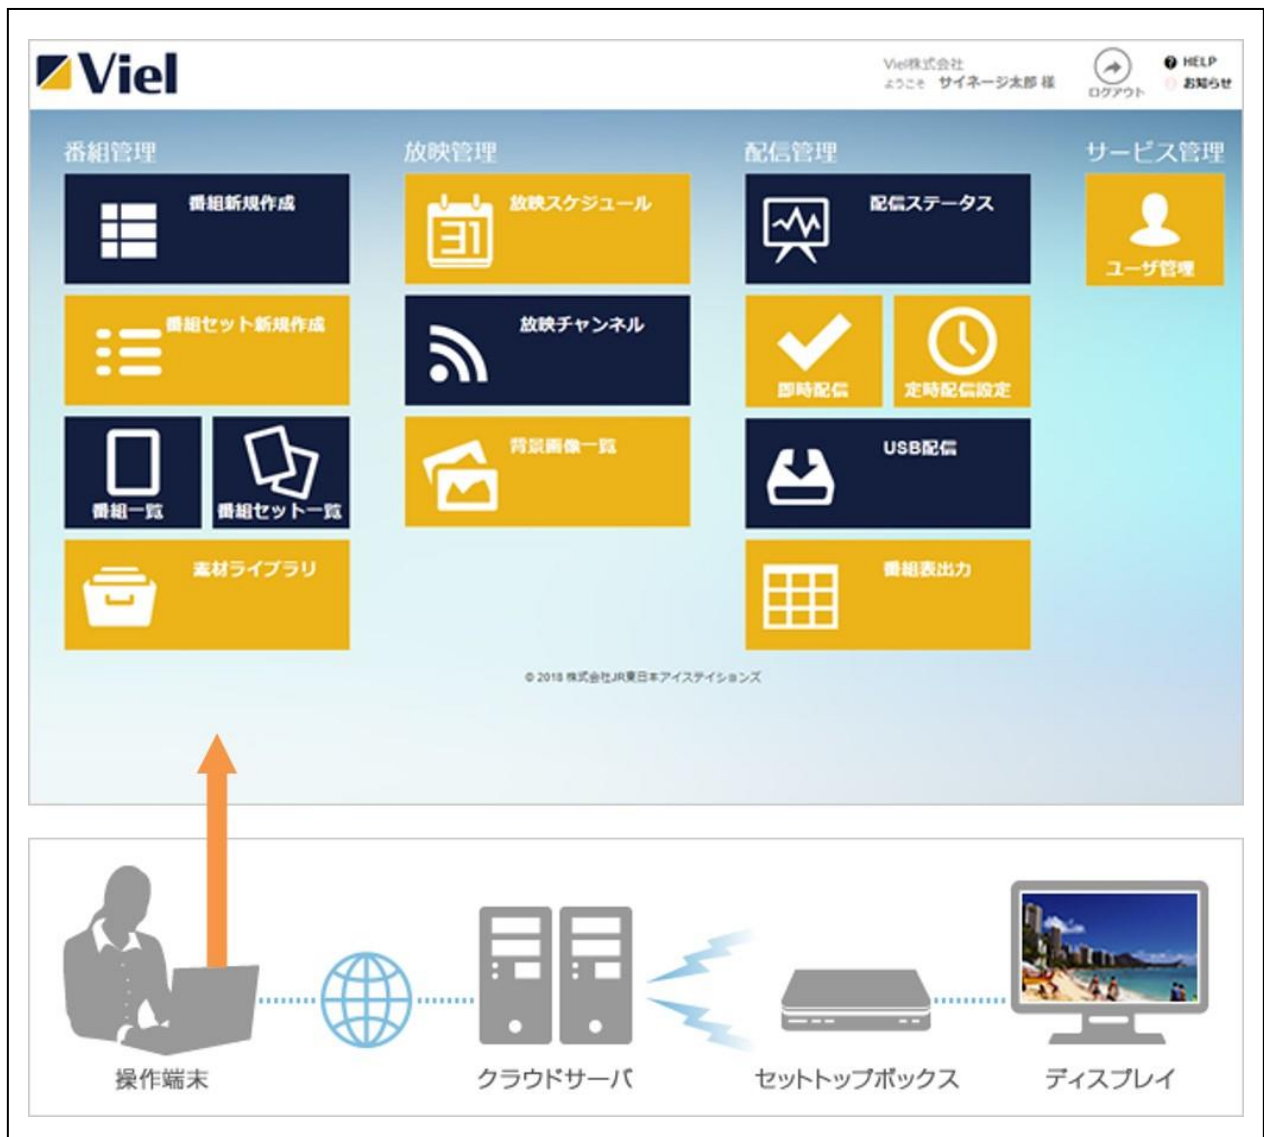 Viel
Viel株式会社
ようこそ サイネージ太郎 様
ログアウト
HELP
お知らせ
番組管理
番組新規作成
番組セット新規作成
番組一覧
番組セット一覧
素材ライブラリ
放映管理
放映スケジュール
31
放映チャンネル
背景画像一覧
配信管理
配信ステータス
即時配信
定時配信設定
USB配信
番組表出力
サービス管理
ユーザ管理
© 2018 株式会社JR東日本アイステイションズ
操作端末
クラウドサーバ
セットトップボックス
ディスプレイ